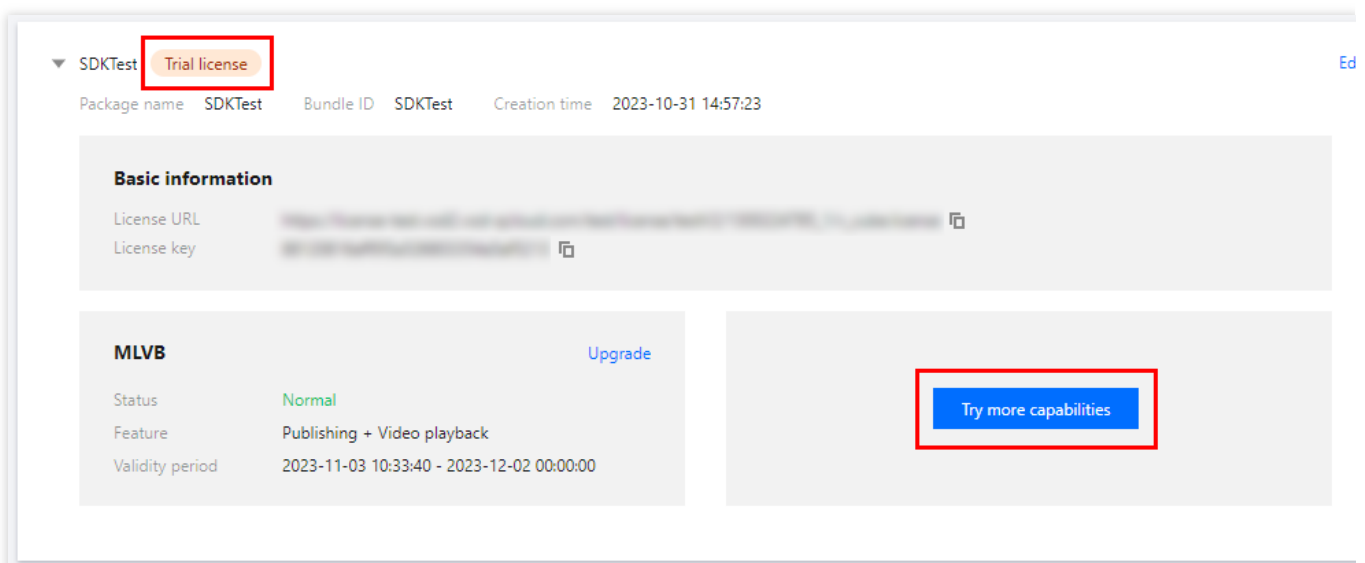 SDKTest Trial license Ed
Package name SDKTest Bundle ID SDKTest Creation time 2023-10-31 14:57:23
Basic information
License URL
License key
MLVB Upgrade
Status Normal
Feature Publishing + Video playback
Validity period 2023-11-03 10:33:40 - 2023-12-02 00:00:00
Try more capabilities